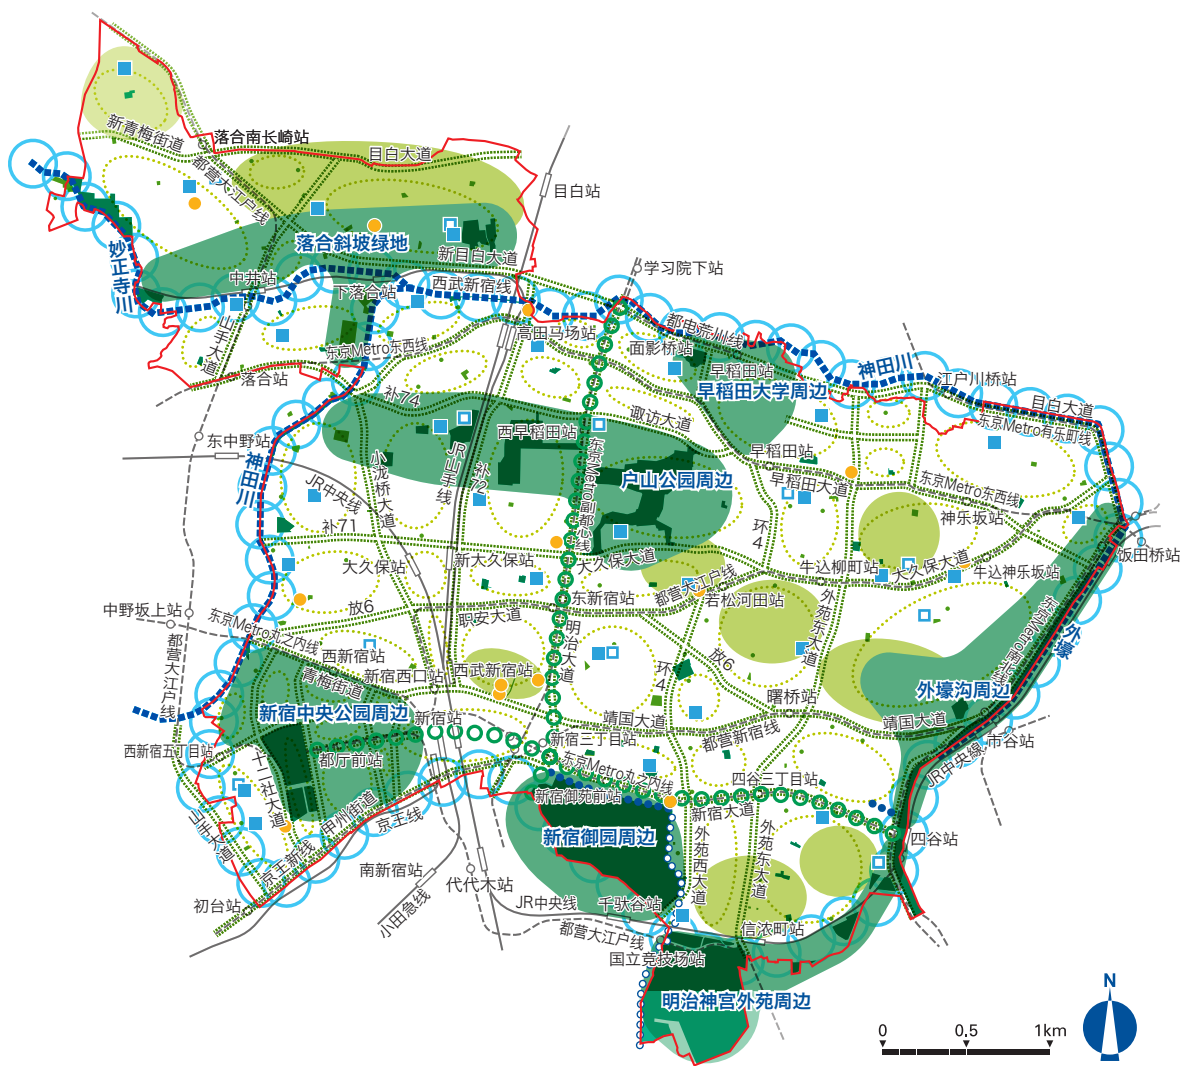 新青梅街道
落合南长崎站
目白大道
都营大江户线
目白站
落合斜坡绿地
新目白大道
妙正寺川
中井站
下落合站
西武新宿线
学习院下站
山手大道
东京Metro东西线
高田马场站
都电荒川线
面影桥站
早稻田站
早稻田大学周边
神田川
江户川桥站
目白大道
东京Metro有乐町线
落合站
补74
诹访大道
东中野站
神田川
西早稻田站
JR山手线
补72
小泷桥大道
东京Metro副都心线
户山公园周边
早稻田站
早稻田大道
东京Metro东西线
神乐坂站
JR中央线
补71
环4
饭田桥站
大久保站
新大久保站
大久保大道
牛込柳町站
大久保大道
牛込神乐坂站
中野坂上站
放6
职安大道
东新宿站
都营大江户线
若松河田站
外苑东大道
东京Metro南北线
外壕
东京Metro丸之内线
都营大江户线
西新宿站
青梅街道
新宿西口站
西武新宿站
明治大道
环4
放6
曙桥站
外壕沟周边
新宿中央公园周边
新宿站
靖国大道
靖国大道
西新宿五丁目站
都厅前站
新宿三丁目站
都营新宿线
市谷站
JR中央线
十二社大道
东京Metro丸之内线
四谷三丁目站
新宿御苑前站
新宿大道
山手大道
甲州街道
京王线
新宿御园周边
外苑西大道
外苑东大道
四谷站
京王新线
南新宿站
代代木站
初台站
小田急线
JR中央线
千驮谷站
都营大江户线
信浓町站
国立竞技场站
明治神宫外苑周边
N
0 0.5 1km